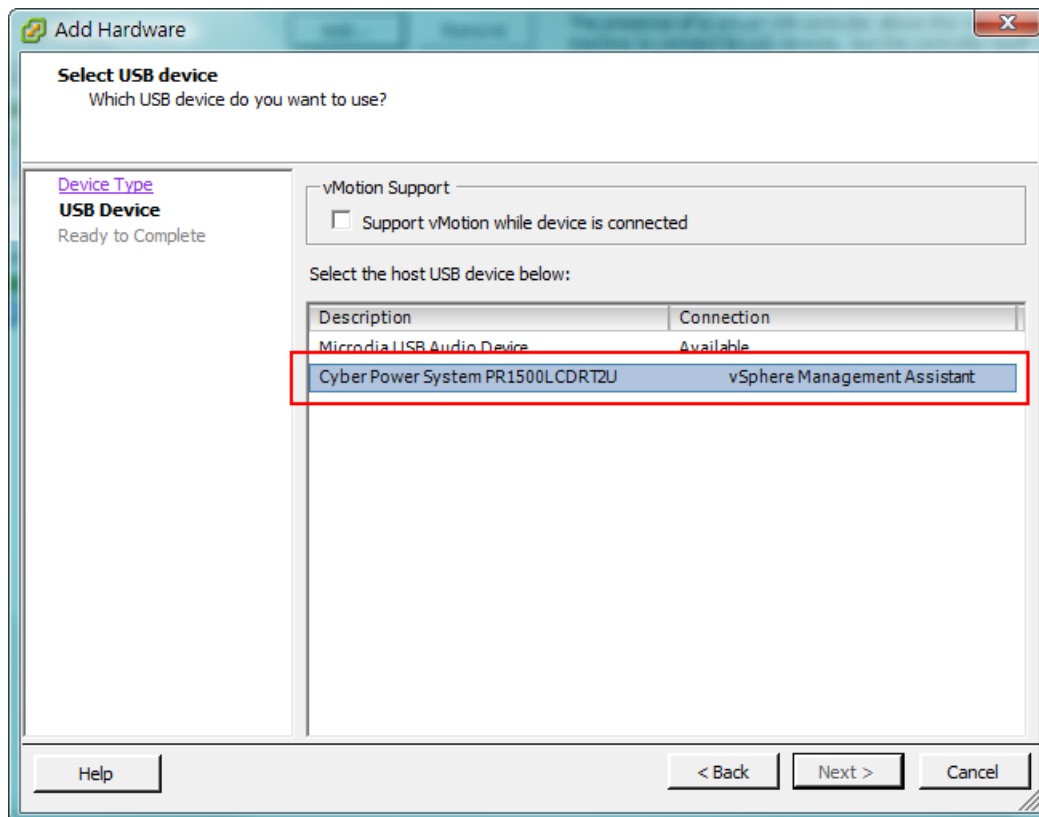 Add Hardware
X
Select USB device
Which USB device do you want to use?
Device Type
USB Device
Ready to Complete
vMotion Support
Support vMotion while device is connected
Select the host USB device below:
Description Connection
Microdia USB Audio Device Available
Cyber Power System PR1500LCDRT2U vSphere Management Assistant
Help
< Back
Next >
Cancel